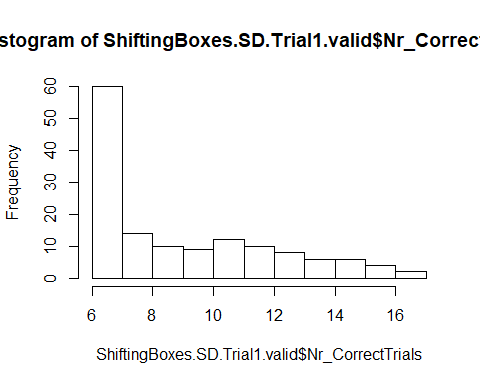 stogram of ShiftingBoxes.SD.Trial1.valid$Nr_Correct
60
50
40
30
20
10
0
Frequency
6 8 10 12 14 16
ShiftingBoxes.SD.Trial1.valid$Nr_CorrectTrials